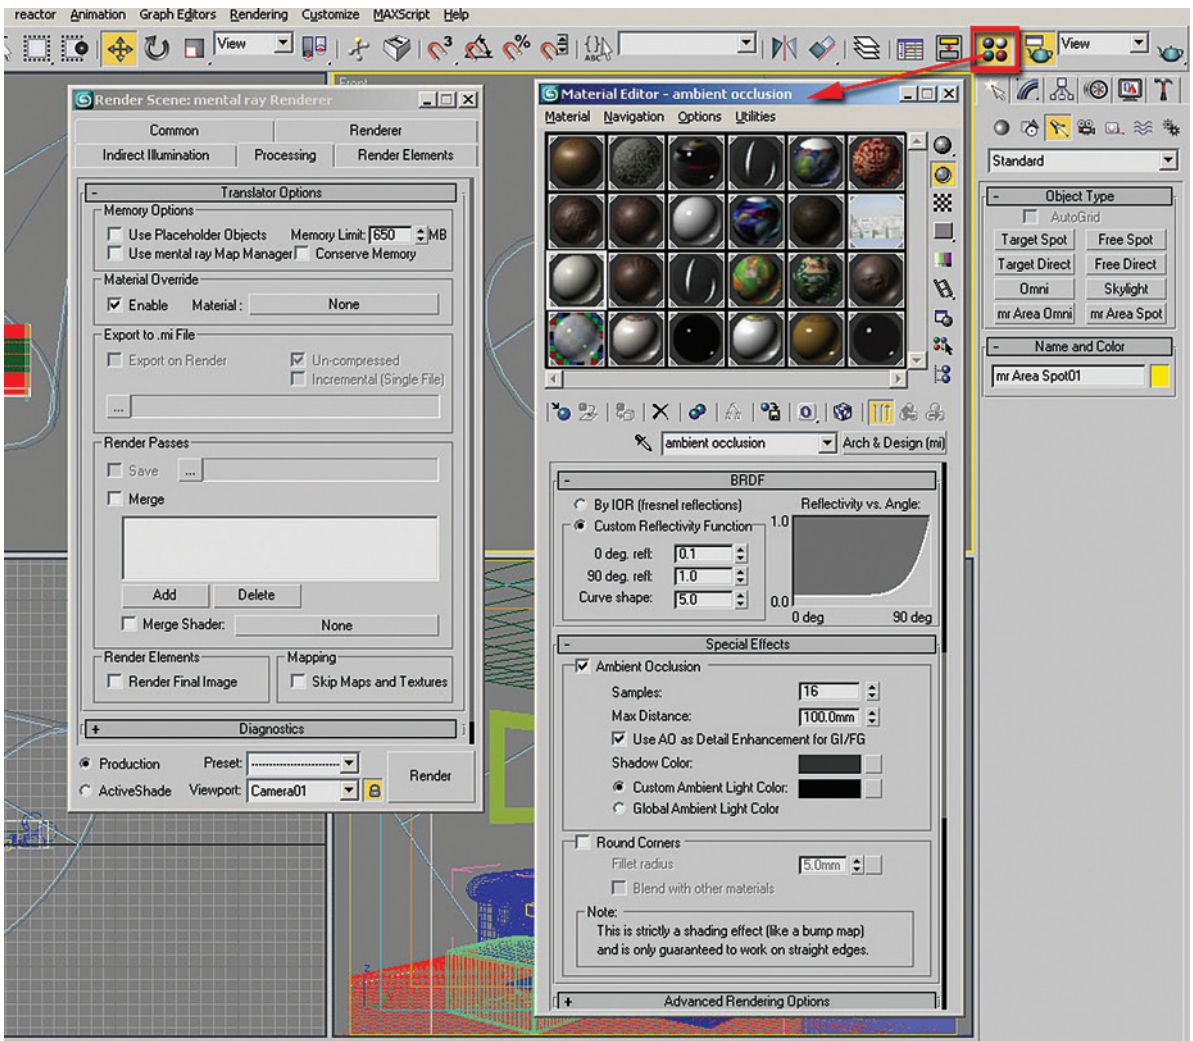 reactor Animation Graph Editors Rendering Customize MAXScript Help
View
3
%
ABC
View
Front
Render Scene: mental ray Renderer
Common Renderer
Indirect Illumination Processing Render Elements
- Translator Options
Memory Options
Use Placeholder Objects Memory Limit: 650 MB
Use mental ray Map Manager Conserve Memory
Material Override
Enable Material : None
Export to .mi File
Export on Render Un-compressed
Incremental (Single File)
...
Render Passes
Save ...
Merge
Add Delete
Merge Shader: None
Render Elements Mapping
Render Final Image Skip Maps and Textures
+ Diagnostics
Production Preset: --------------------
ActiveShade Viewport: Camera01
Render
Material Editor - ambient occlusion
Material Navigation Options Utilities
ambient occlusion Arch & Design (mi)
- BRDF
By IOR (fresnel reflections) Reflectivity vs. Angle:
Custom Reflectivity Function 1.0
0 deg. refl: 0.1
90 deg. refl: 1.0
Curve shape: 5.0 0.0
0 deg 90 deg
- Special Effects
Ambient Occlusion
Samples: 16
Max Distance: 100.0mm
Use AO as Detail Enhancement for GI/FG
Shadow Color:
Custom Ambient Light Color:
Global Ambient Light Color
Round Corners
Fillet radius 5.0mm
Blend with other materials
Note:
This is strictly a shading effect (like a bump map)
and is only guaranteed to work on straight edges.
+ Advanced Rendering Options
Standard
- Object Type
AutoGrid
Target Spot Free Spot
Target Direct Free Direct
Omni Skylight
mr Area Omni mr Area Spot
- Name and Color
mr Area Spot01
z